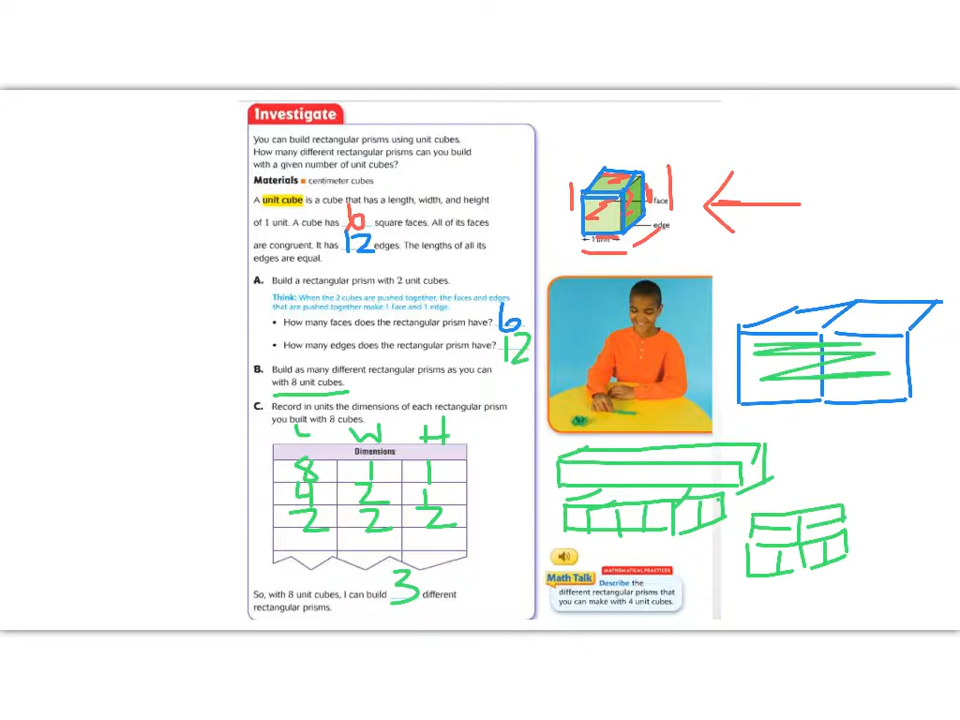 Investigate
You can build rectangular prisms using unit cubes.
How many different rectangular prisms can you build
with a given number of unit cubes?
Materials ■ centimeter cubes
A unit cube is a cube that has a length, width, and height
of 1 unit. A cube has 6 square faces. All of its faces
are congruent. It has 12 edges. The lengths of all its
edges are equal.
A. Build a rectangular prism with 2 unit cubes.
Think: When the 2 cubes are pushed together, the faces and edges
that are pushed together make 1 face and 1 edge.
• How many faces does the rectangular prism have? 6
• How many edges does the rectangular prism have? 12
B. Build as many different rectangular prisms as you can
with 8 unit cubes.
C. Record in units the dimensions of each rectangular prism
you built with 8 cubes.
L W H
Dimensions
8 1 1
4 2 1
2 2 2
So, with 8 unit cubes, I can build 3 different
rectangular prisms.
1 1
face
edge
1 unit
MATHEMATICAL PRACTICES
Math Talk Describe the
different rectangular prisms that
you can make with 4 unit cubes.